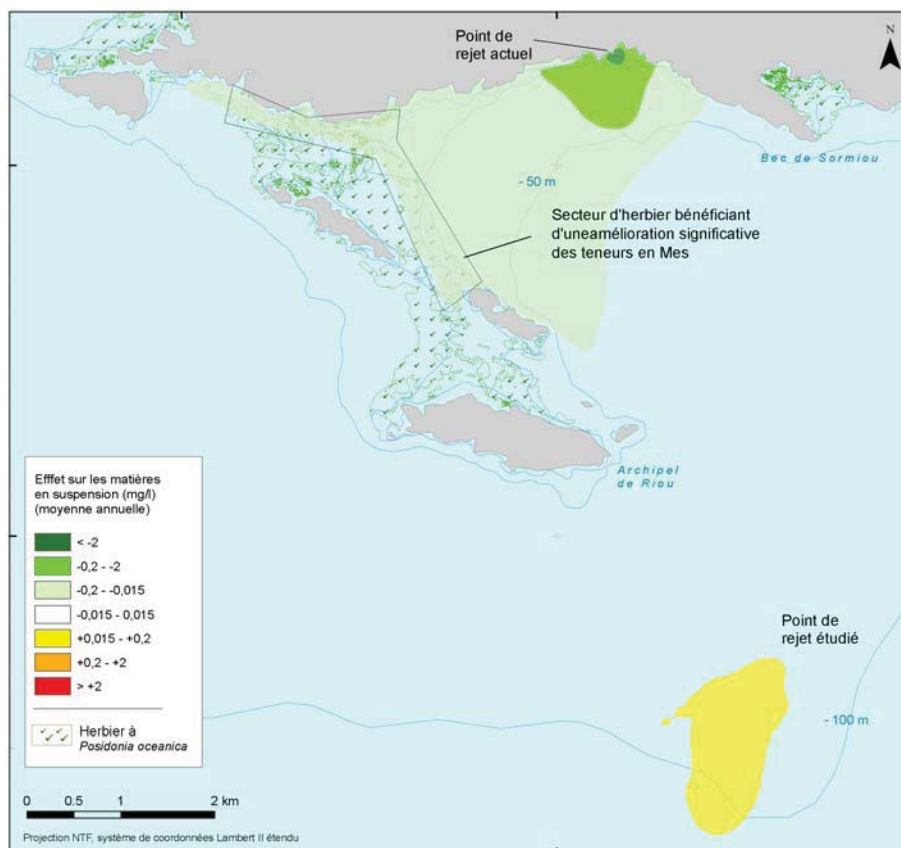 Point de
rejet actuel
N
Bec de Sormiou
- 50 m
Secteur d'herbier bénéficiant
d'uneamélioration significative
des teneurs en Mes
Archipel
de Riou
Efffet sur les matières
en suspension (mg/l)
(moyenne annuelle)
< -2
-0,2 - -2
-0,2 - -0,015
-0,015 - 0,015
+0,015 - +0,2
+0,2 - +2
> +2
Herbier à
Posidonia oceanica
Point de
rejet étudié
- 100 m
0 0.5 1 2 km
Projection NTF, système de coordonnées Lambert II étendu